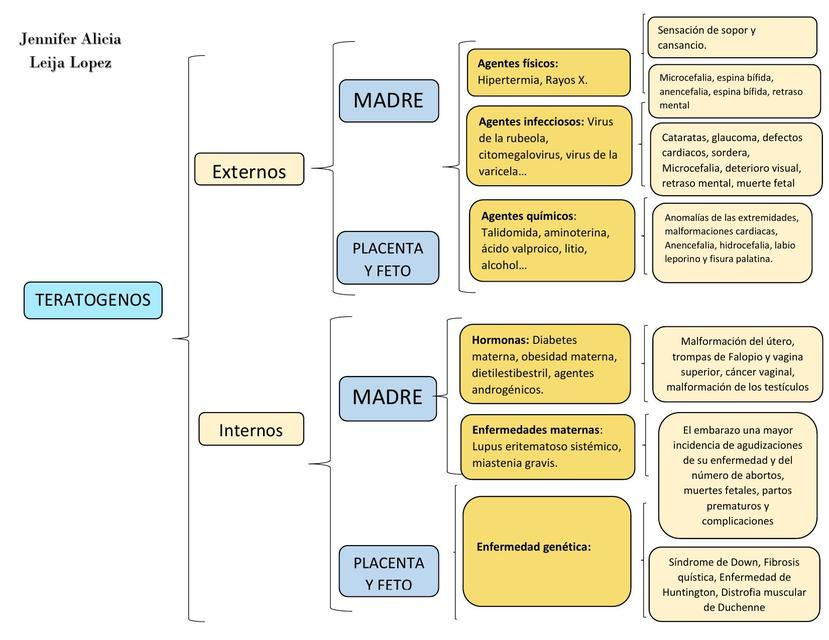 Jennifer Alicia
Leija Lopez
TERATOGENOS
Externos
MADRE
PLACENTA
Y FETO
Agentes físicos:
Hipertermia, Rayos X.
Sensación de sopor y
cansancio.
Microcefalia, espina bífida,
anencefalia, espina bífida, retraso
mental
Agentes infecciosos: Virus
de la rubeola,
citomegalovirus, virus de la
varicela…
Cataratas, glaucoma, defectos
cardiacos, sordera,
Microcefalia, deterioro visual,
retraso mental, muerte fetal
Agentes químicos:
Talidomida, aminoterina,
ácido valproico, litio,
alcohol…
Anomalías de las extremidades,
malformaciones cardiacas,
Anencefalia, hidrocefalia, labio
leporino y fisura palatina.
Internos
MADRE
Hormonas: Diabetes
materna, obesidad materna,
dietilestibestril, agentes
androgénicos.
Malformación del útero,
trompas de Falopio y vagina
superior, cáncer vaginal,
malformación de los testículos
Enfermedades maternas:
Lupus eritematoso sistémico,
miastenia gravis.
El embarazo una mayor
incidencia de agudizaciones
de su enfermedad y del
número de abortos,
muertes fetales, partos
prematuros y
complicaciones
PLACENTA
Y FETO
Enfermedad genética:
Síndrome de Down, Fibrosis
quística, Enfermedad de
Huntington, Distrofia muscular
de Duchenne